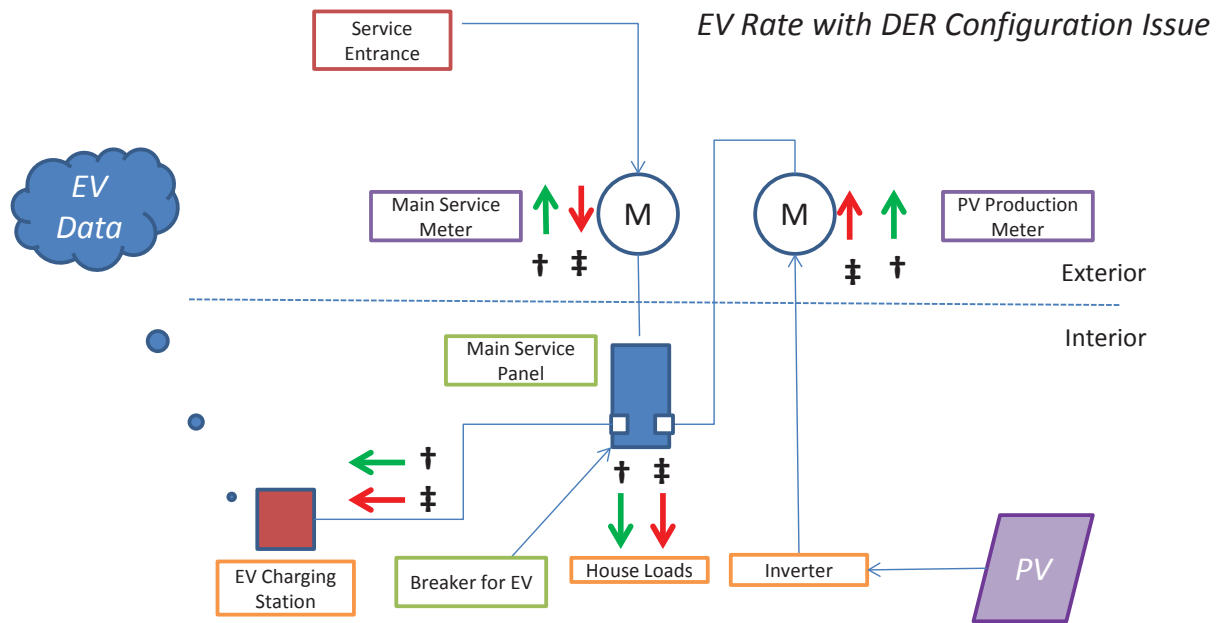 EV Rate with DER Configuration Issue
Service
Entrance
EV
Data
Main Service
Meter
† ‡
M
M
‡ †
PV Production
Meter
Exterior
Interior
Main Service
Panel
†
‡
† ‡
EV Charging
Station
Breaker for EV
House Loads
Inverter
PV